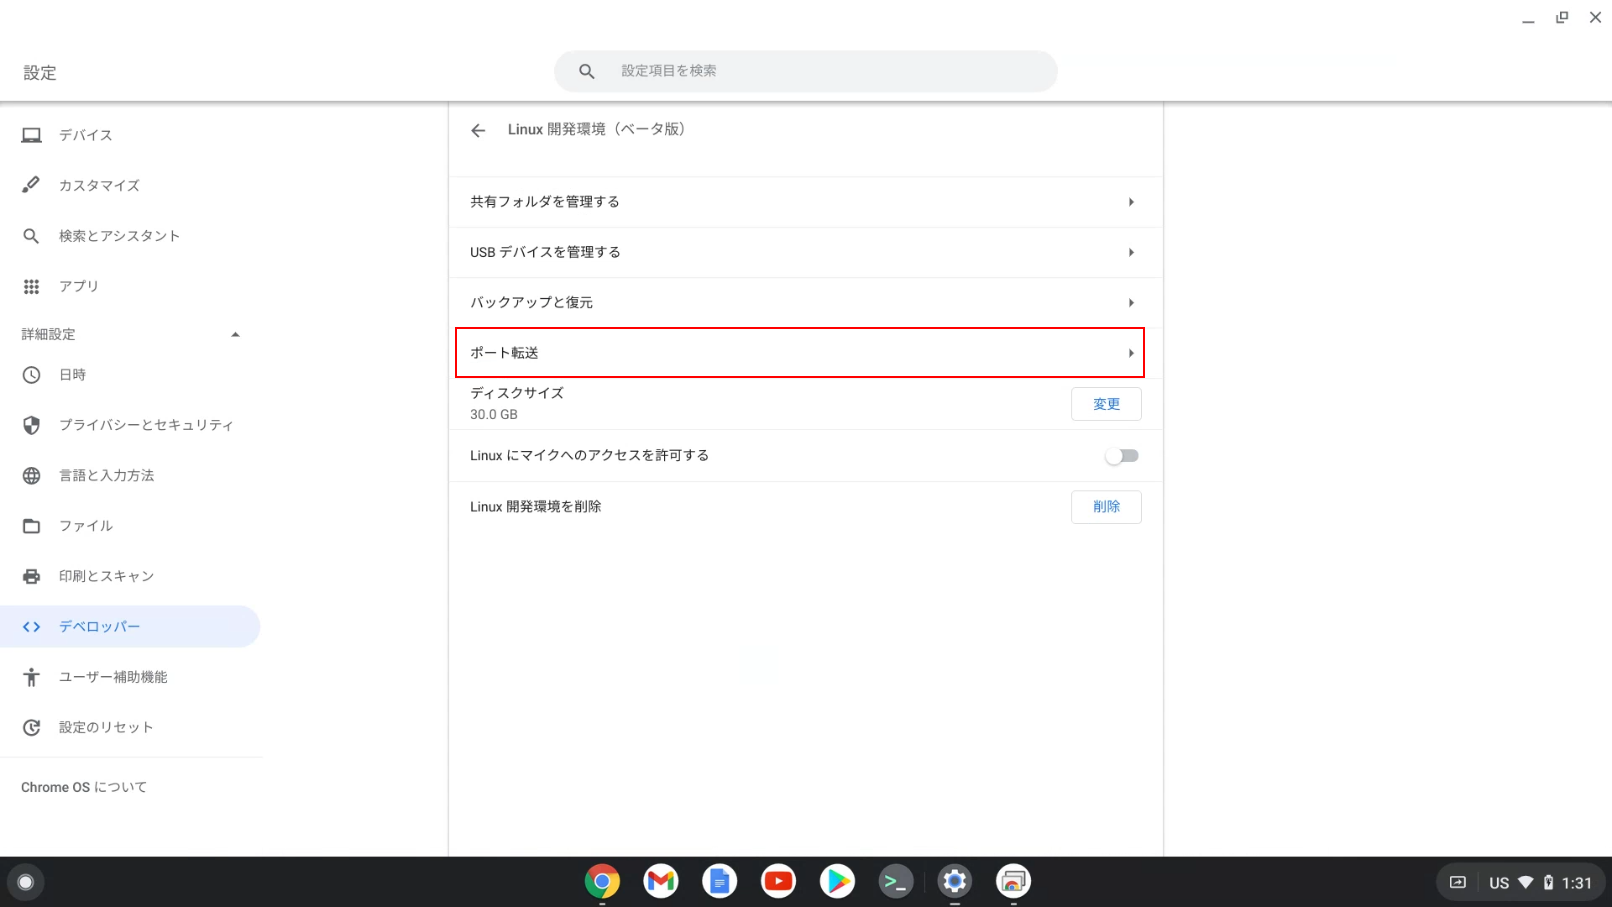 設定
設定項目を検索
デバイス
カスタマイズ
検索とアシスタント
アプリ
詳細設定
日時
プライバシーとセキュリティ
言語と入力方法
ファイル
印刷とスキャン
デベロッパー
ユーザー補助機能
設定のリセット
Chrome OS について
Linux 開発環境（ベータ版）
共有フォルダを管理する
USB デバイスを管理する
バックアップと復元
ポート転送
ディスクサイズ
30.0 GB
変更
Linux にマイクへのアクセスを許可する
Linux 開発環境を削除
削除
US 1:31